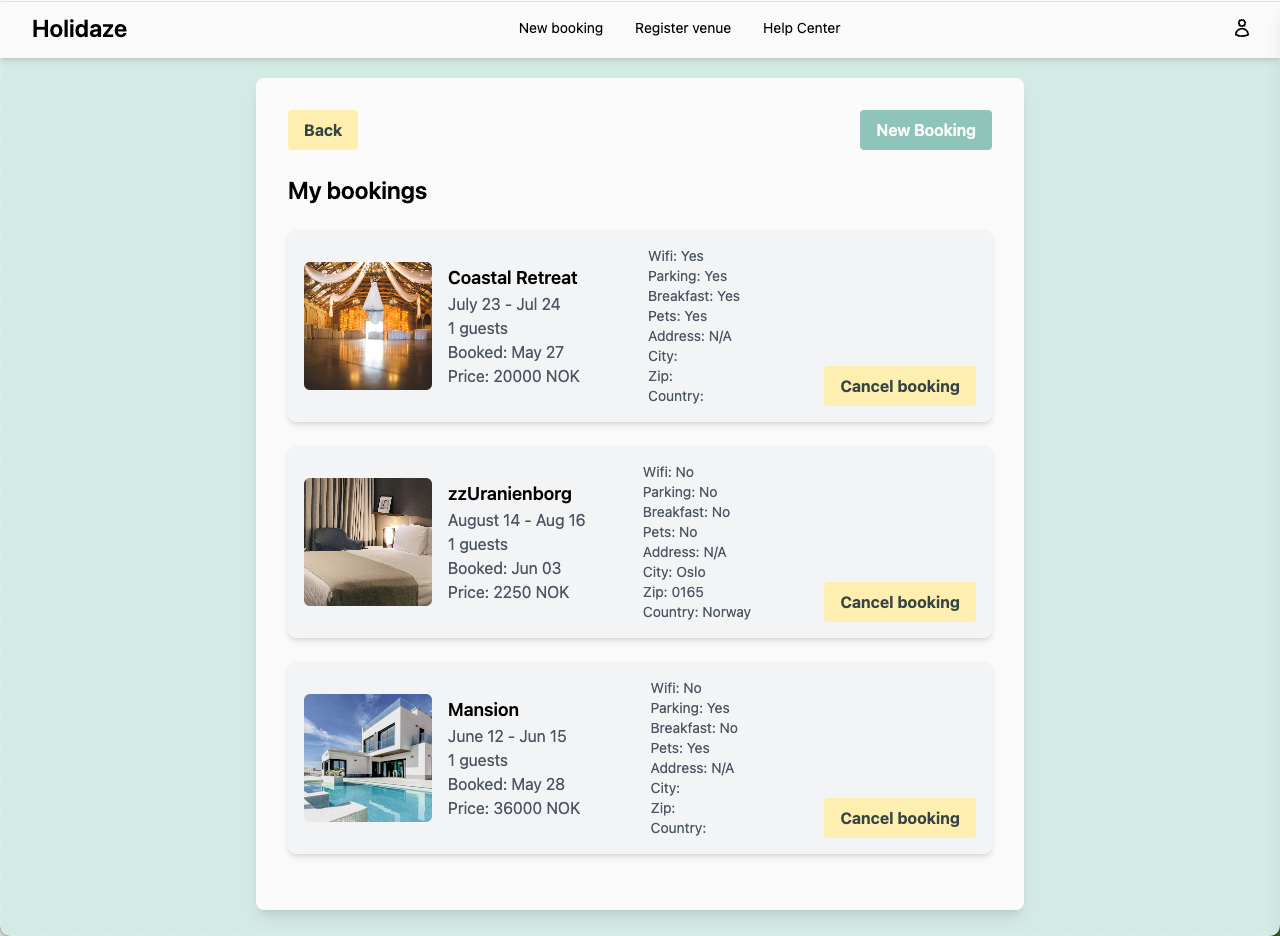 Holidaze
New booking
Register venue
Help Center
Back
New Booking
My bookings
Coastal Retreat
July 23 - Jul 24
1 guests
Booked: May 27
Price: 20000 NOK
Wifi: Yes
Parking: Yes
Breakfast: Yes
Pets: Yes
Address: N/A
City:
Zip:
Country:
Cancel booking
zzUranienborg
August 14 - Aug 16
1 guests
Booked: Jun 03
Price: 2250 NOK
Wifi: No
Parking: No
Breakfast: No
Pets: No
Address: N/A
City: Oslo
Zip: 0165
Country: Norway
Cancel booking
Mansion
June 12 - Jun 15
1 guests
Booked: May 28
Price: 36000 NOK
Wifi: No
Parking: Yes
Breakfast: No
Pets: Yes
Address: N/A
City:
Zip:
Country:
Cancel booking